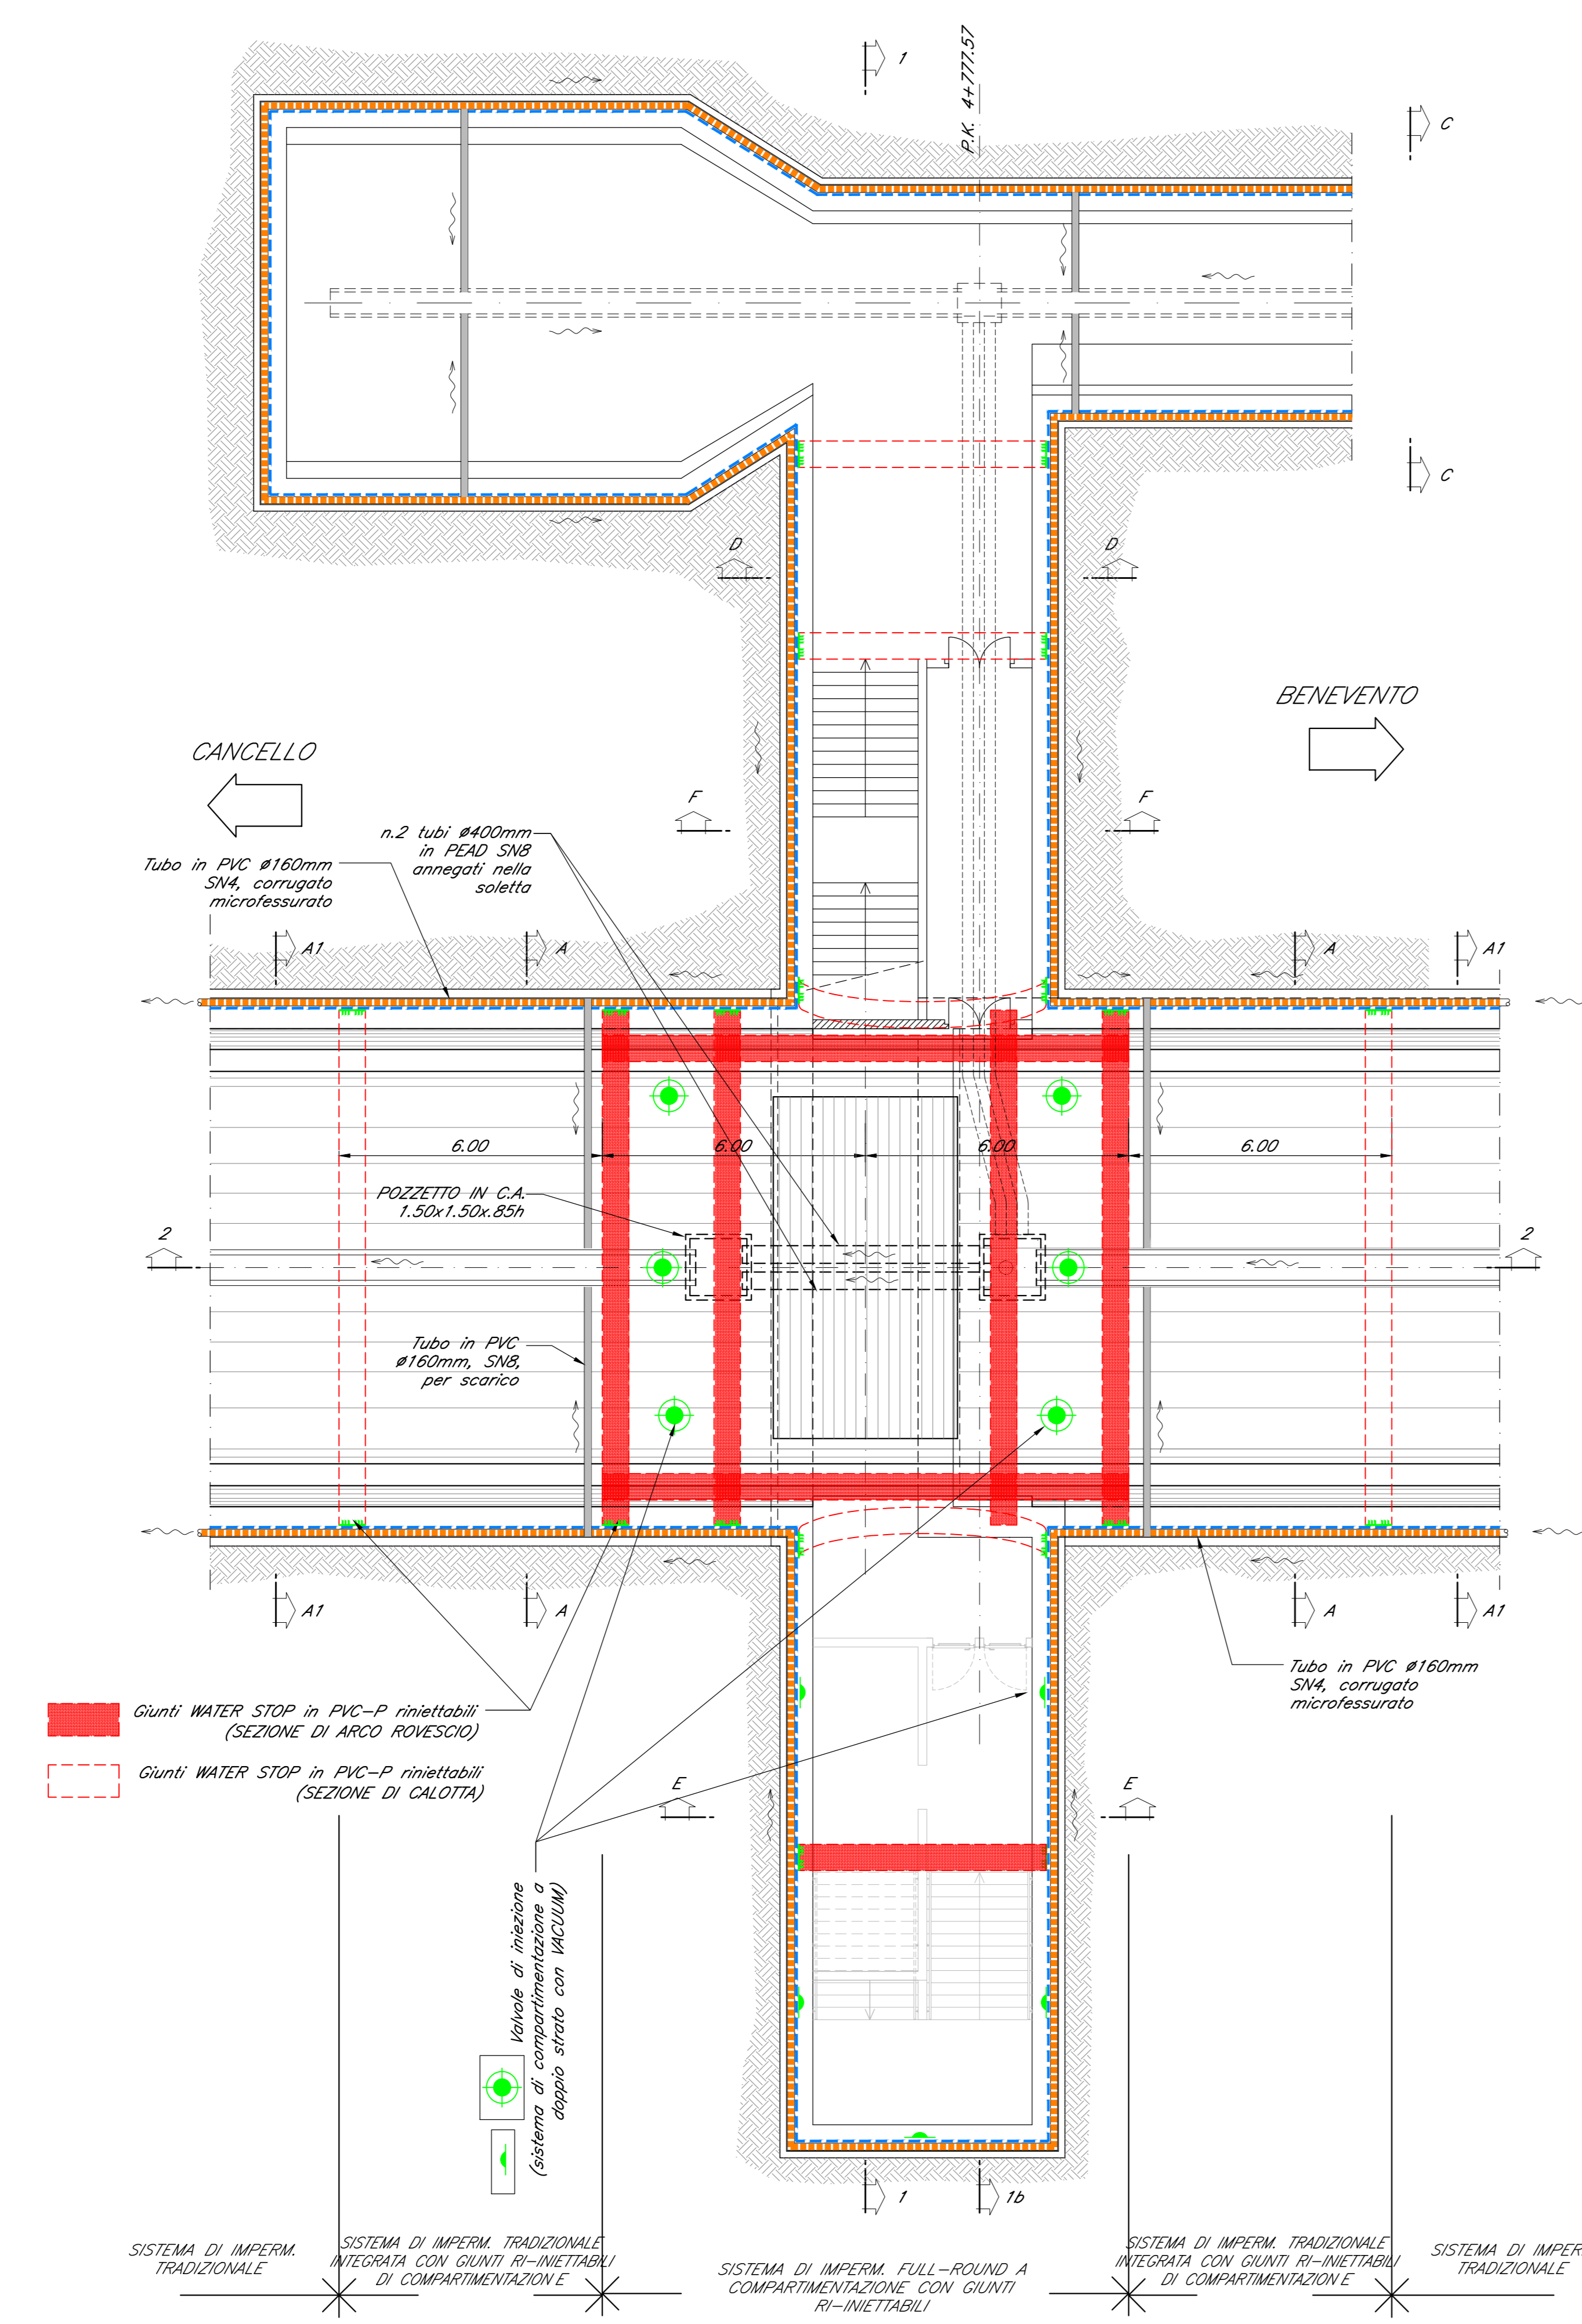 1
P.K. 4+777.57
C
C
D
D
BENEVENTO
CANCELLO
F
F
n.2 tubi ø400mm
in PEAD SN8
annegati nella
soletta
Tubo in PVC ø160mm
SN4, corrugato
microfessurato
A1
A
A
A1
6.00
6.00
6.00
6.00
POZZETTO IN C.A.
1.50x1.50x.85h
2
2
Tubo in PVC
ø160mm, SN8,
per scarico
A1
A
A
A1
Tubo in PVC ø160mm
SN4, corrugato
microfessurato
Giunti WATER STOP in PVC-P riniettabili
(SEZIONE DI ARCO ROVESCIO)
Giunti WATER STOP in PVC-P riniettabili
(SEZIONE DI CALOTTA)
E
E
Valvole di iniezione
(sistema di compartimentazione a
doppio strato con VACUUM)
1
1b
SISTEMA DI IMPERM.
TRADIZIONALE
SISTEMA DI IMPERM. TRADIZIONALE
INTEGRATA CON GIUNTI RI-INIETTABILI
DI COMPARTIMENTAZIONE
SISTEMA DI IMPERM. FULL-ROUND A
COMPARTIMENTAZIONE CON GIUNTI
RI-INIETTABILI
SISTEMA DI IMPERM. TRADIZIONALE
INTEGRATA CON GIUNTI RI-INIETTABILI
DI COMPARTIMENTAZIONE
SISTEMA DI IMPER
TRADIZIONALE